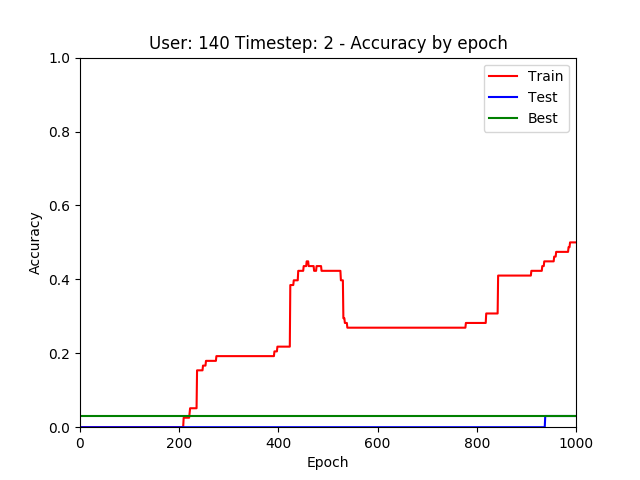 User: 140 Timestep: 2 - Accuracy by epoch
1.0
0.8
0.6
0.4
0.2
0.0
Accuracy
Train
Test
Best
0 200 400 600 800 1000
Epoch